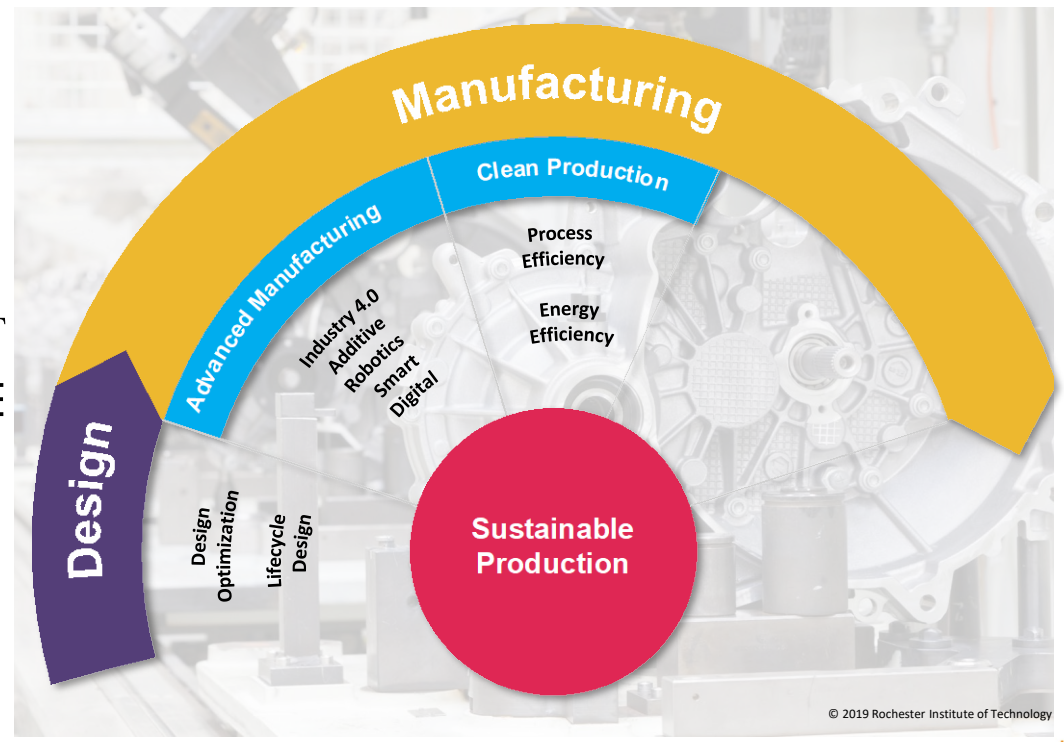 Manufacturing
Clean Production
Advanced Manufacturing
Process
Efficiency
Energy
Efficiency
Industry 4.0
Additive
Robotics
Smart
Digital
Design
Design
Optimization
Lifecycle
Design
Sustainable
Production
© 2019 Rochester Institute of Technology